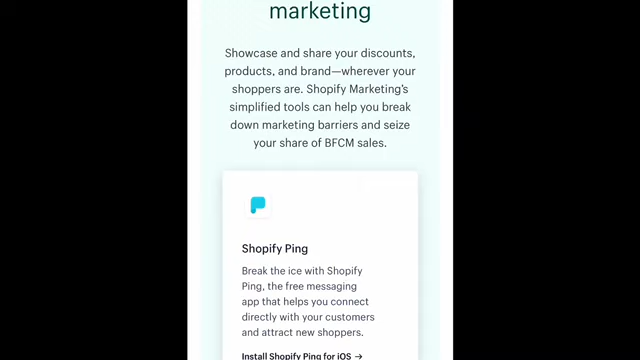 marketing
Showcase and share your discounts,
products, and brand—wherever your
shoppers are. Shopify Marketing's
simplified tools can help you break
down marketing barriers and seize
your share of BFCM sales.
Shopify Ping
Break the ice with Shopify
Ping, the free messaging
app that helps you connect
directly with your customers
and attract new shoppers.
Install Shopify Ping for iOS →